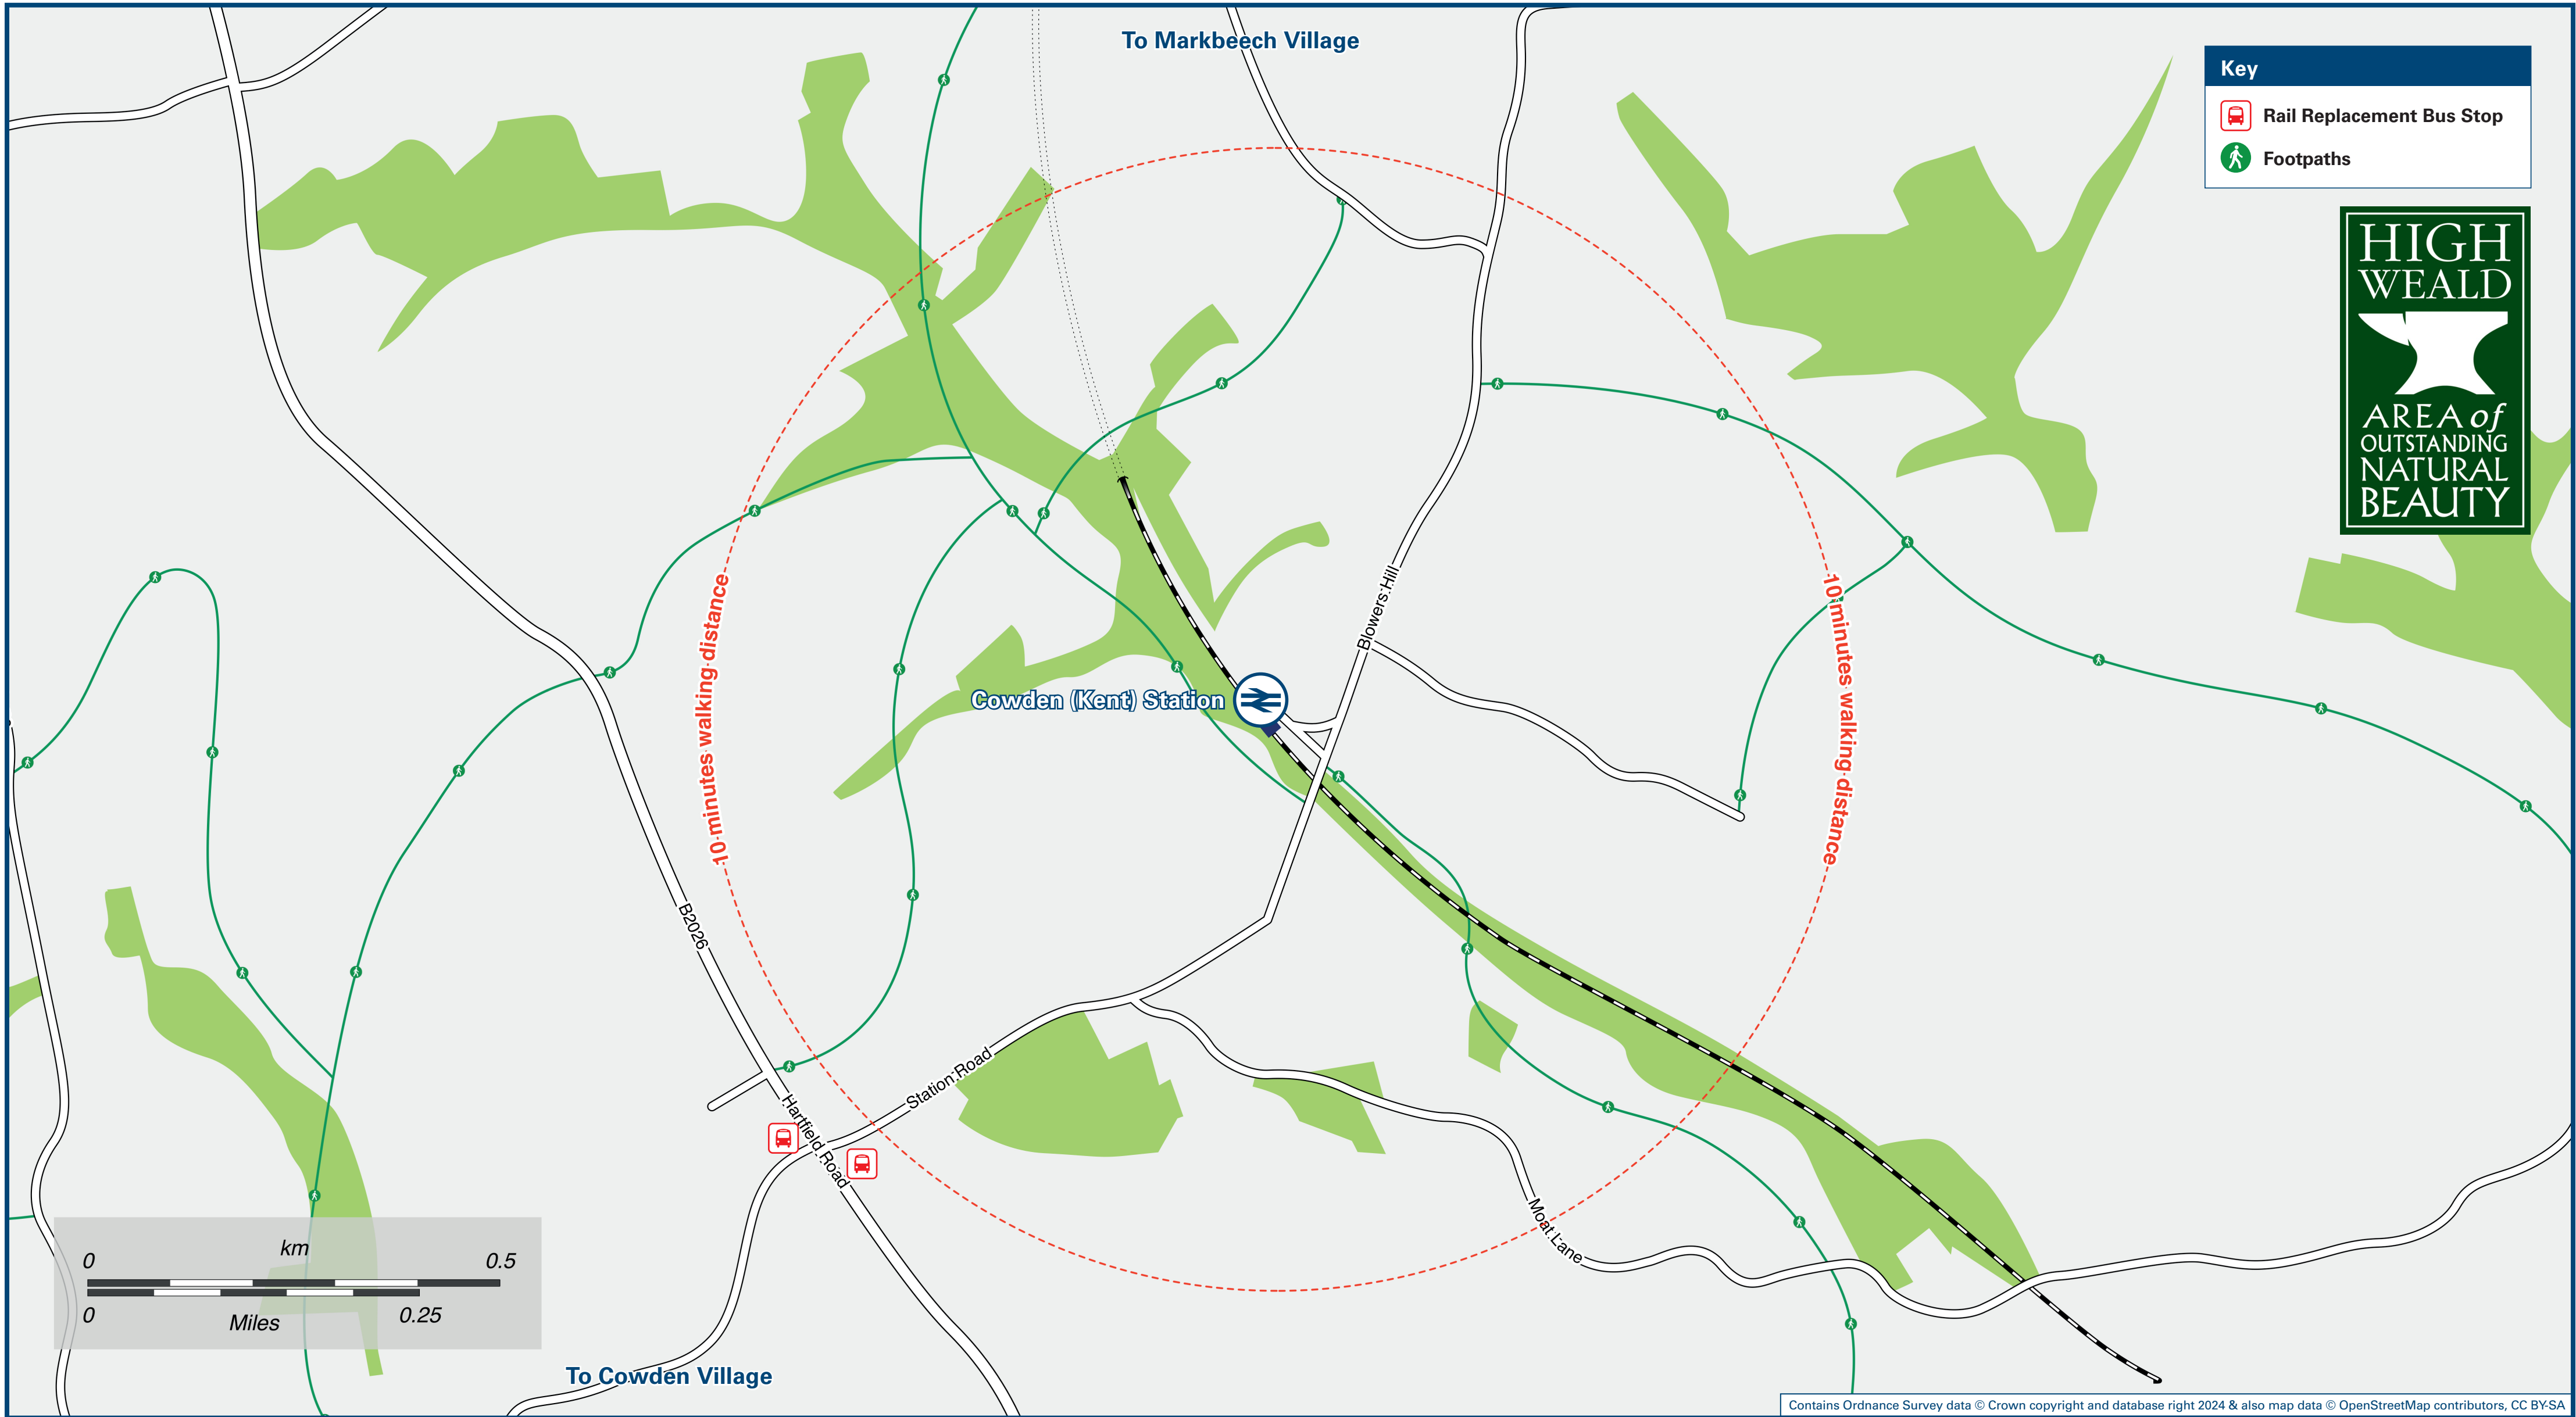 To Markbeech Village
Key
Rail Replacement Bus Stop
Footpaths
HIGH
WEALD
AREA of
OUTSTANDING
NATURAL
BEAUTY
Blowers Hill
10 minutes walking distance
10 minutes walking distance
Cowden (Kent) Station
B2026
Station Road
Hartfield Road
Moat Lane
km
0 0.5
0 0.25
Miles
To Cowden Village
Contains Ordnance Survey data © Crown copyright and database right 2024 & also map data © OpenStreetMap contributors, CC BY-SA